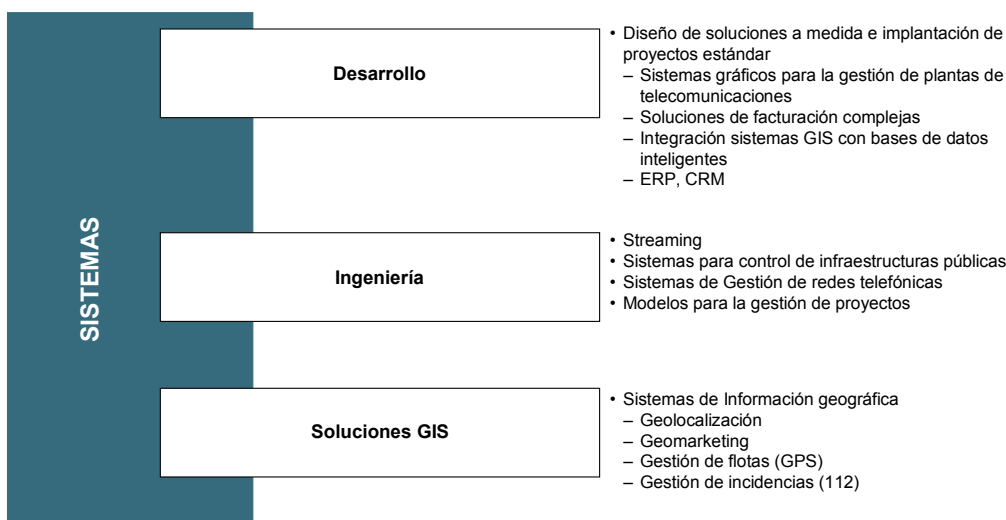 SISTEMAS
Desarrollo
• Diseño de soluciones a medida e implantación de
proyectos estándar
– Sistemas gráficos para la gestión de plantas de
telecomunicaciones
– Soluciones de facturación complejas
– Integración sistemas GIS con bases de datos
inteligentes
– ERP, CRM
Ingeniería
• Streaming
• Sistemas para control de infraestructuras públicas
• Sistemas de Gestión de redes telefónicas
• Modelos para la gestión de proyectos
Soluciones GIS
• Sistemas de Información geográfica
– Geolocalización
– Geomarketing
– Gestión de flotas (GPS)
– Gestión de incidencias (112)